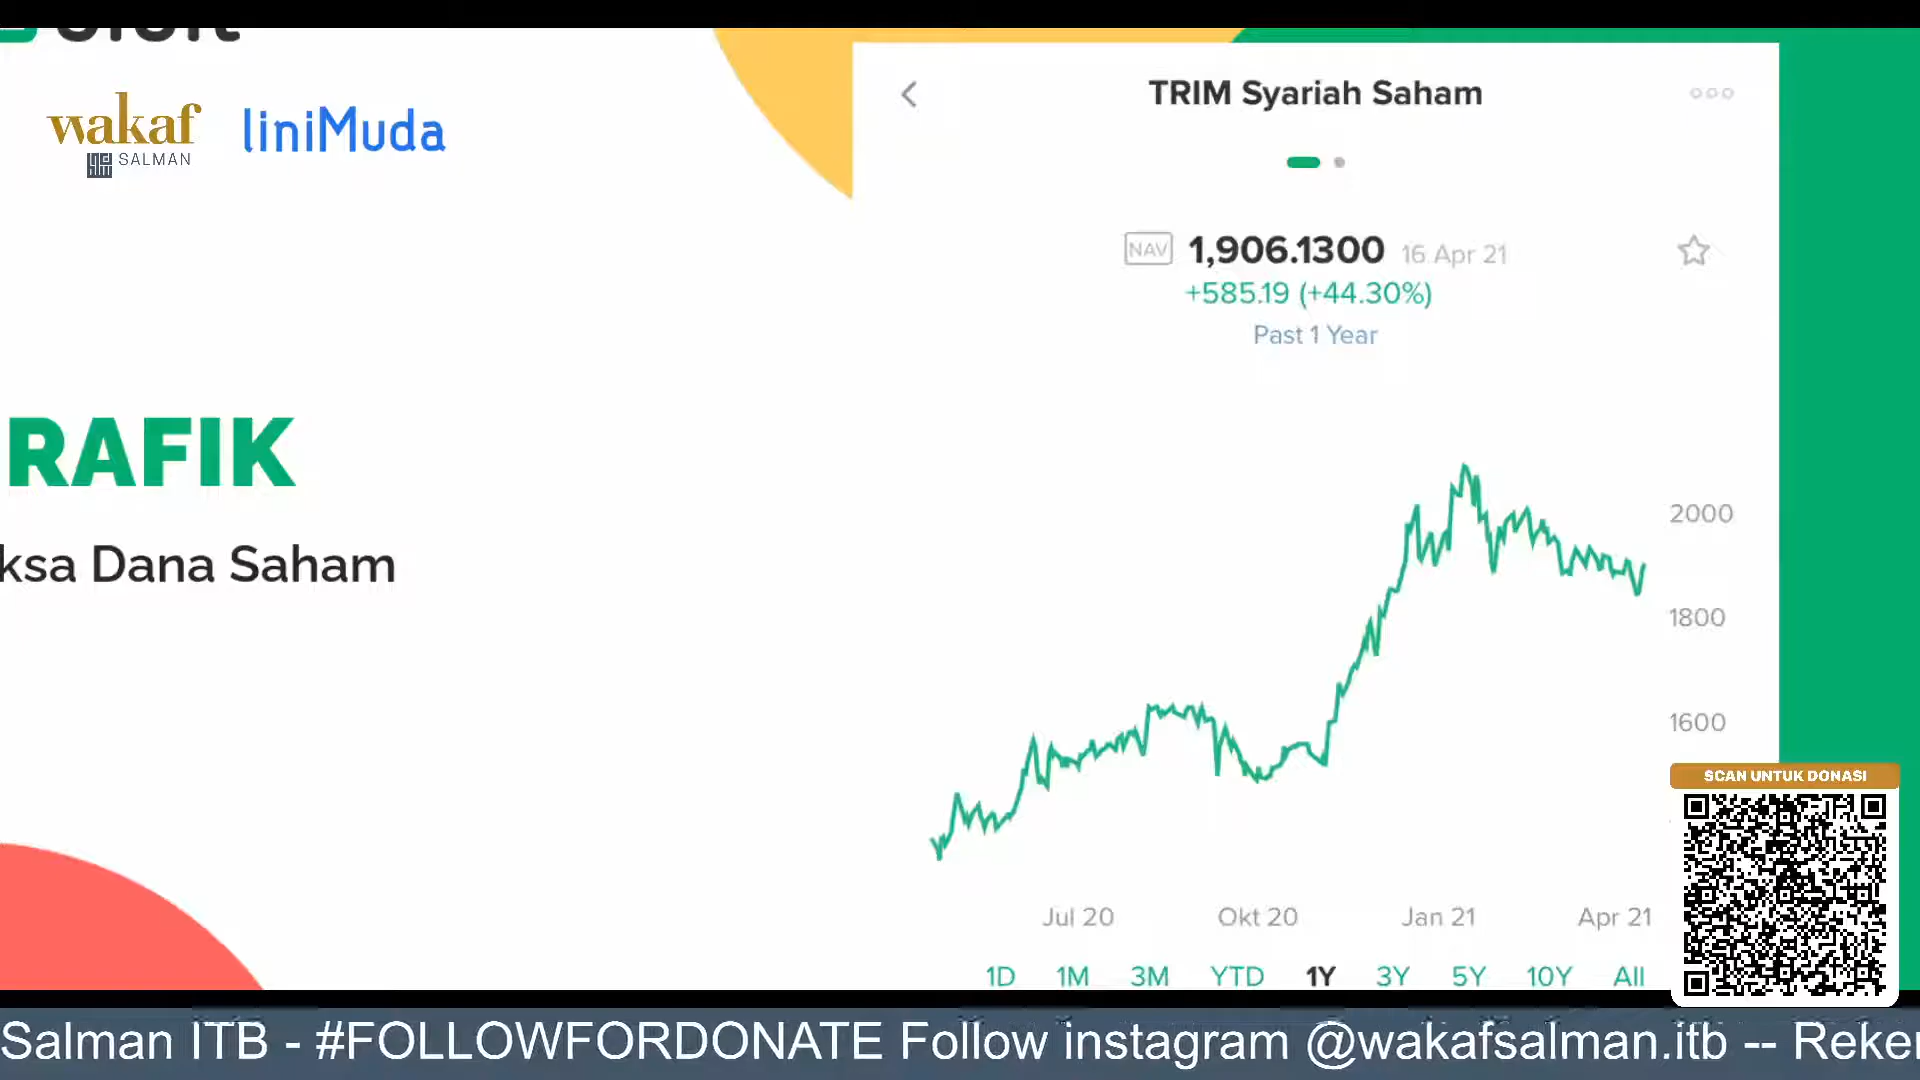 wakaf
SALMAN
liniMuda
RAFIK
ksa Dana Saham
TRIM Syariah Saham
NAV 1,906.1300 16 Apr 21
+585.19 (+44.30%)
Past 1 Year
2000
1800
1600
Jul 20 Okt 20 Jan 21 Apr 21
1D 1M 3M YTD 1Y 3Y 5Y 10Y All
SCAN UNTUK DONASI
Salman ITB - #FOLLOWFORDONATE Follow instagram @wakafsalman.itb -- Reke